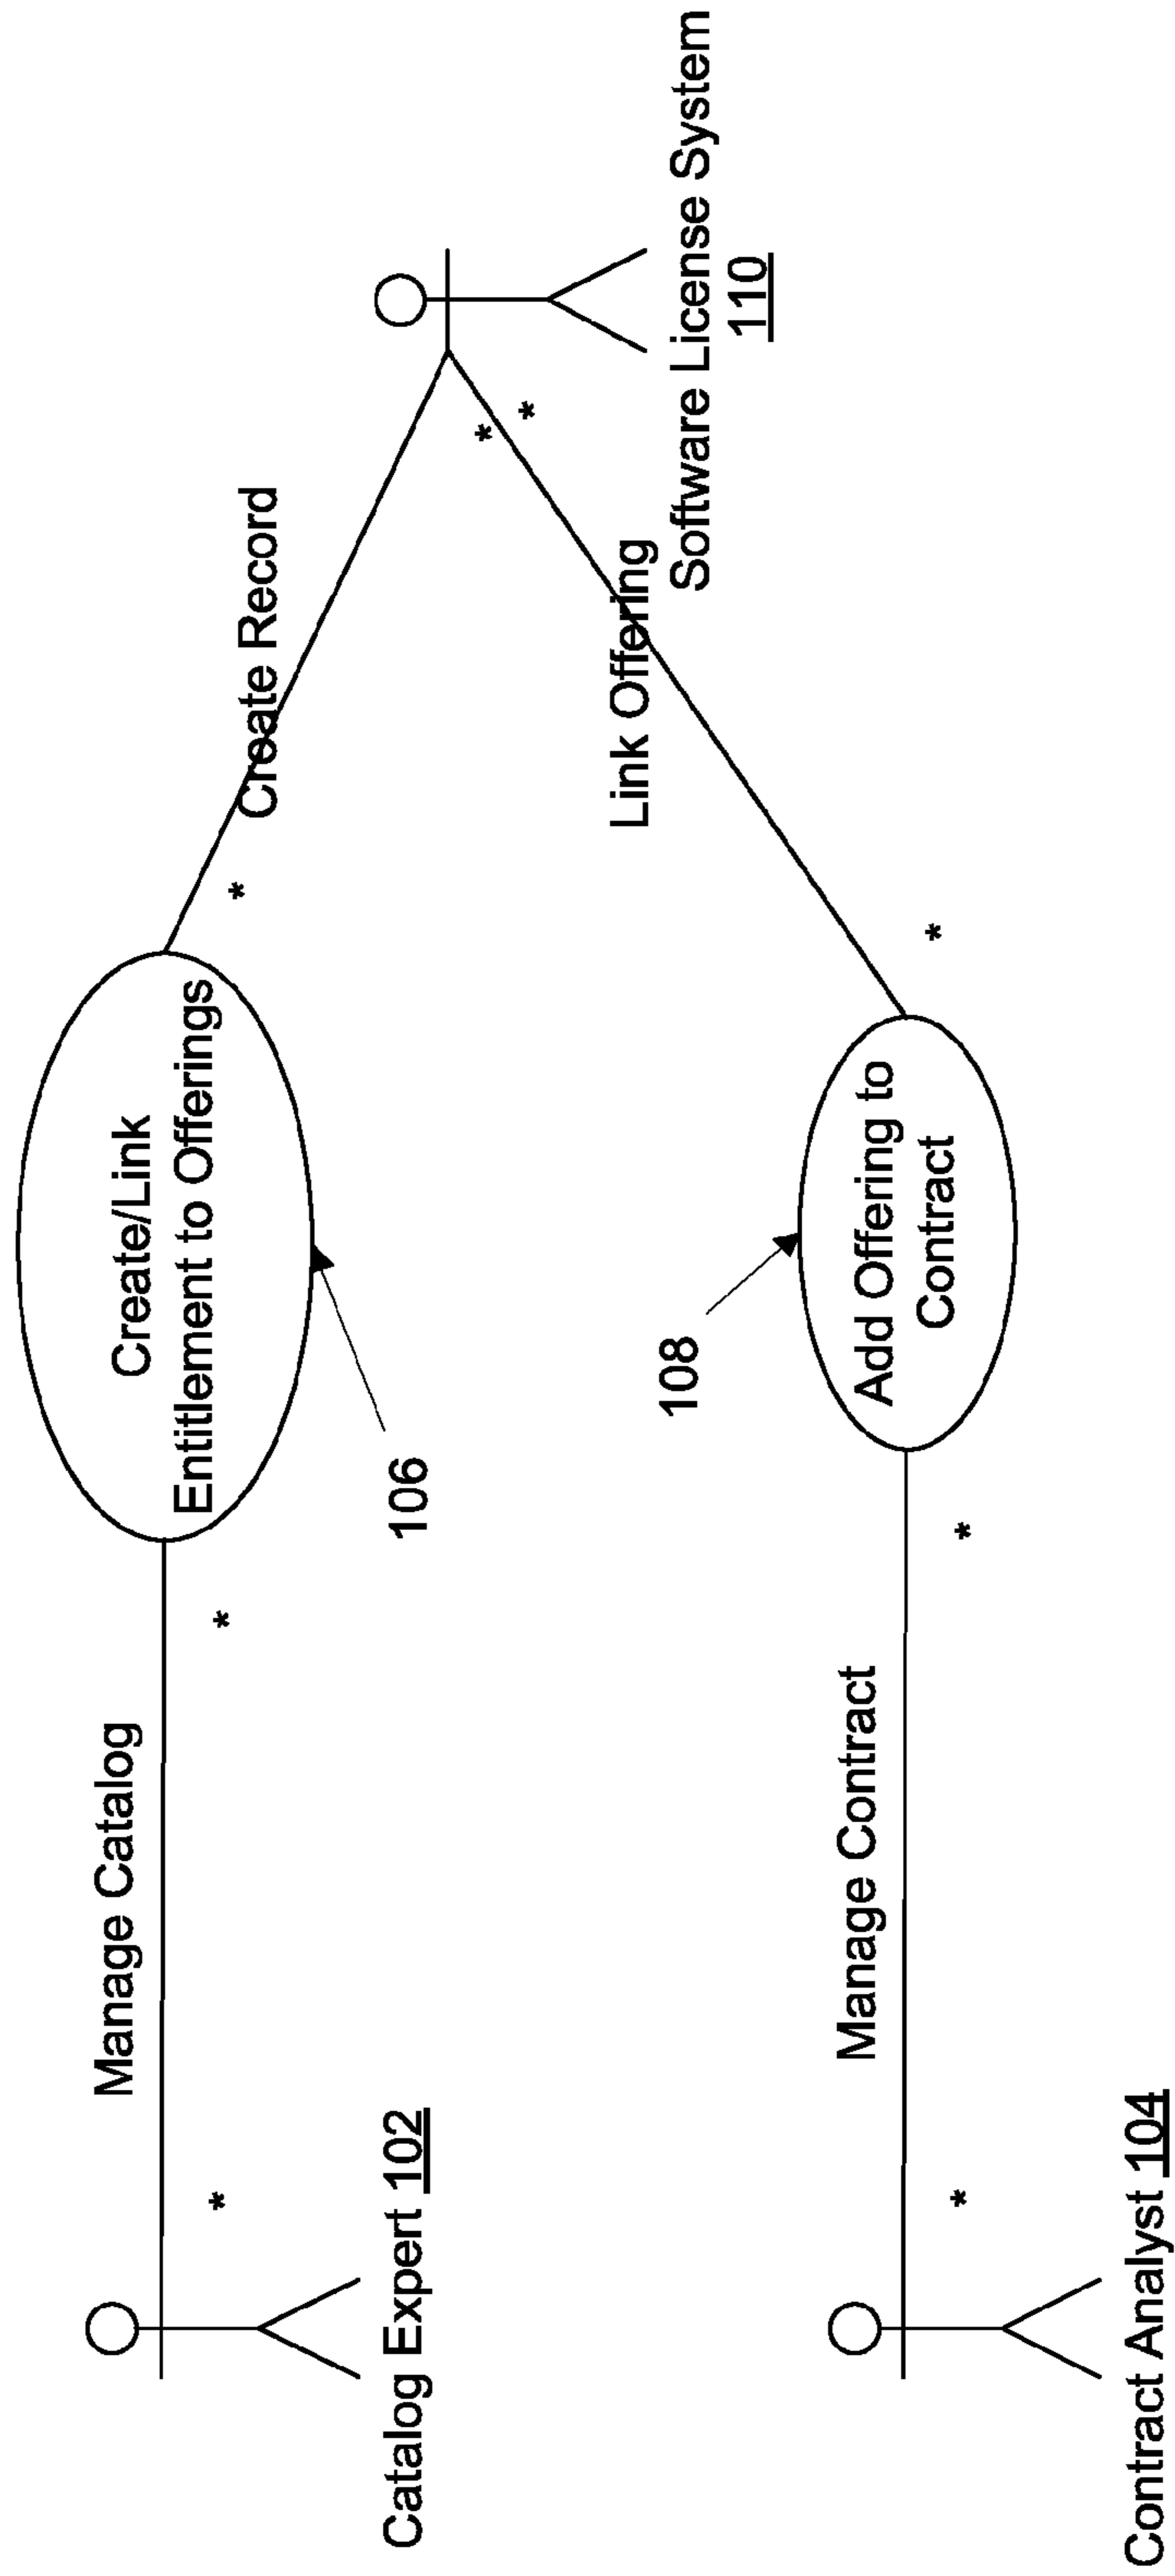 Manage Catalog
*
*
Catalog Expert 102
Create/Link
Entitlement to Offerings
106
*
Create Record
*
*
Link Offering
Software License System
110
Manage Contract
*
*
Contract Analyst 104
108
Add Offering to
Contract
*